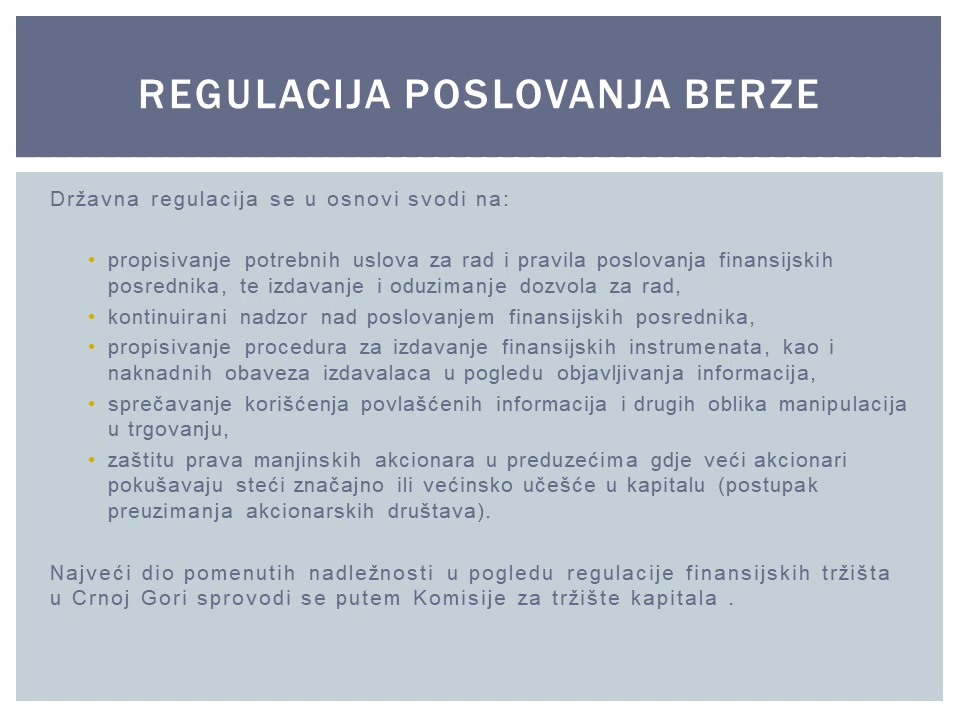 REGULACIJA POSLOVANJA BERZE
Državna regulacija se u osnovi svodi na:
• propisivanje potrebnih uslova za rad i pravila poslovanja finansijskih
posrednika, te izdavanje i oduzimanje dozvola za rad,
• kontinuirani nadzor nad poslovanjem finansijskih posrednika,
• propisivanje procedura za izdavanje finansijskih instrumenata, kao i
naknadnih obaveza izdavalaca u pogledu objavljivanja informacija,
• sprečavanje korišćenja povlašćenih informacija i drugih oblika manipulacija
u trgovanju,
• zaštitu prava manjinskih akcionara u preduzećima gdje veći akcionari
pokušavaju steći značajno ili većinsko učešće u kapitalu (postupak
preuzimanja akcionarskih društava).
Najveći dio pomenutih nadležnosti u pogledu regulacije finansijskih tržišta
u Crnoj Gori sprovodi se putem Komisije za tržište kapitala .